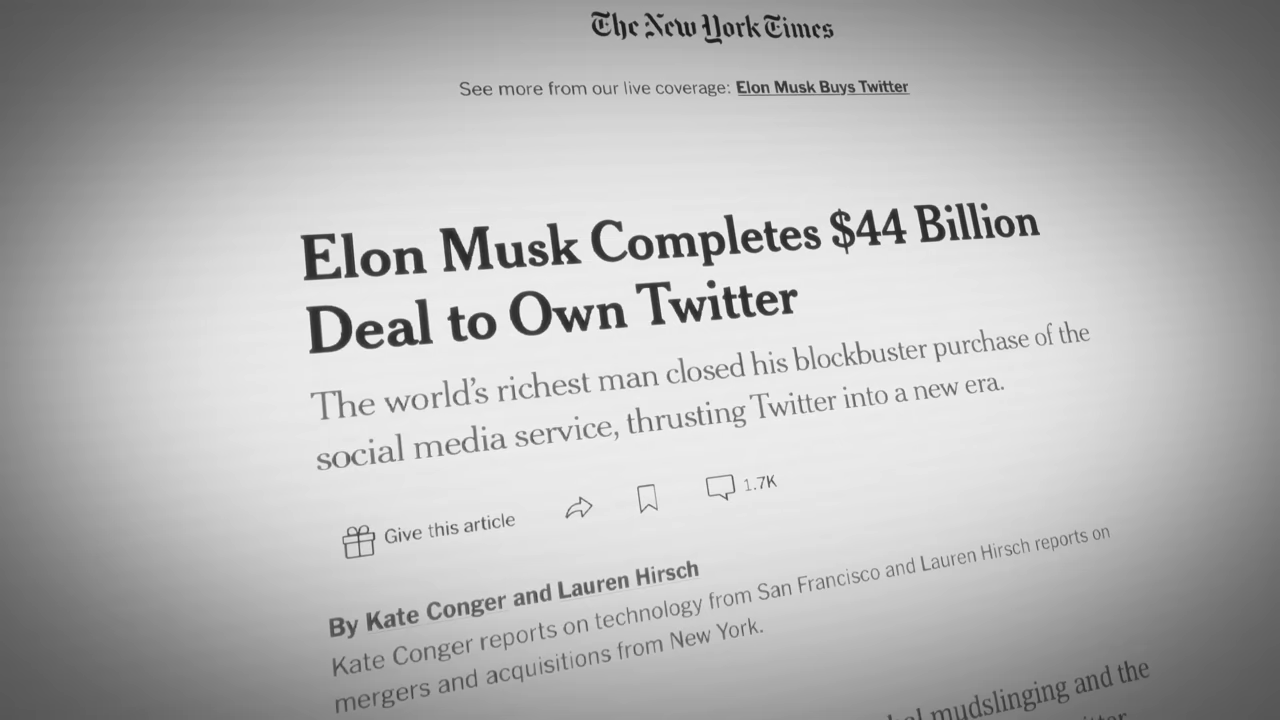 The New York Times
See more from our live coverage: Elon Musk Buys Twitter
Elon Musk Completes $44 Billion
Deal to Own Twitter
The world's richest man closed his blockbuster purchase of the
social media service, thrusting Twitter into a new era.
Give this article
1.7K
By Kate Conger and Lauren Hirsch
Kate Conger reports on technology from San Francisco and Lauren Hirsch reports on
mergers and acquisitions from New York.
mudslinging and the